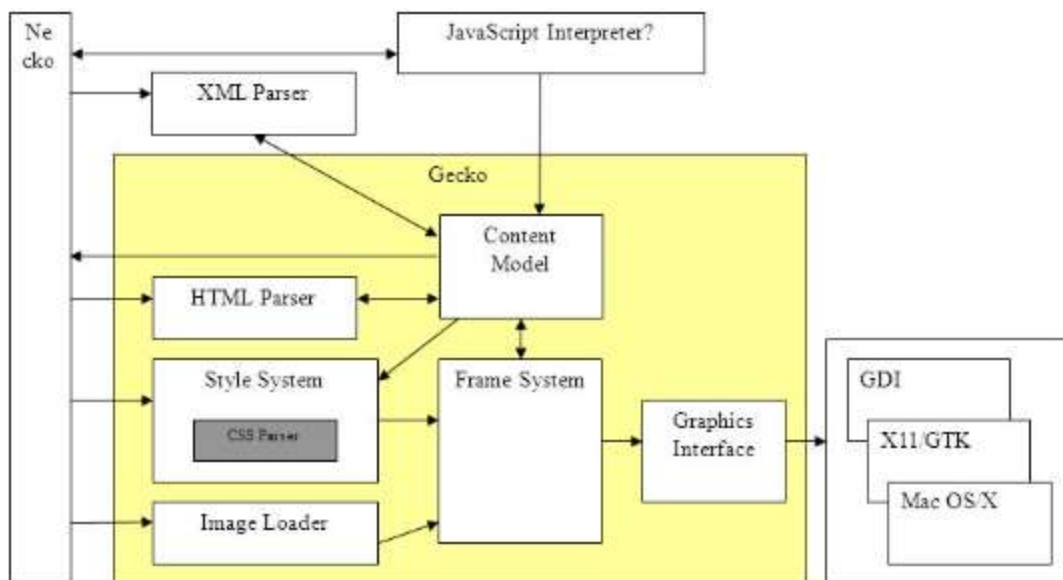 Ne
cko
JavaScript Interpreter?
XML Parser
Gecko
Content
Model
HTML Parser
Style System
CSS Parser
Frame System
Graphics
Interface
Image Loader
GDI
X11/GTK
Mac OS/X